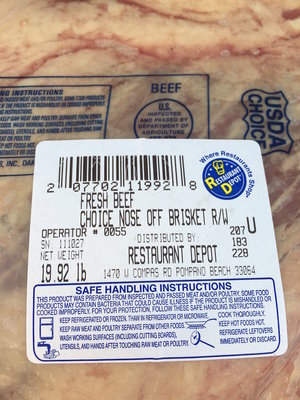 NG INSTRUCTIONS
BEEF
U.S.
INSPECTED
AND PASSED BY
DEPARTMENT OF
AGRICULTURE
USDA
CHOIC
S, INC, DAK
Where Restaurants Shop
RESTAURANT
DEPOT
2 07702 11992 8
FRESH BEEF
CHOICE NOSE OFF BRISKET R/W
OPERATOR # 0055
207 U
SN 111027
DISTRIBUTED BY
183
NET WEIGHT
RESTAURANT DEPOT
228
19.92 lb
1470 W COMPAS RD POMPANO BEACH 33064
SAFE HANDLING INSTRUCTIONS
THIS PRODUCT WAS PREPARED FROM INSPECTED AND PASSED MEAT AND/OR POULTRY. SOME FOOD
PRODUCTS MAY CONTAIN BACTERIA THAT COULD CAUSE ILLNESS IF THE PRODUCT IS MISHANDLED OR
COOKED IMPROPERLY. FOR YOUR PROTECTION, FOLLOW THESE SAFE HANDLING INSTRUCTIONS.
KEEP REFRIGERATED OR FROZEN. THAW IN REFRIGERATOR OR MICROWAVE.
COOK THOROUGHLY.
KEEP RAW MEAT AND POULTRY SEPARATE FROM OTHER FOODS.
KEEP HOT FOODS HOT.
WASH WORKING SURFACES (INCLUDING CUTTING BOARDS),
UTENSILS, AND HANDS AFTER TOUCHING RAW MEAT OR POULTRY.
REFRIGERATE LEFTOVERS
IMMEDIATELY OR DISCARD.